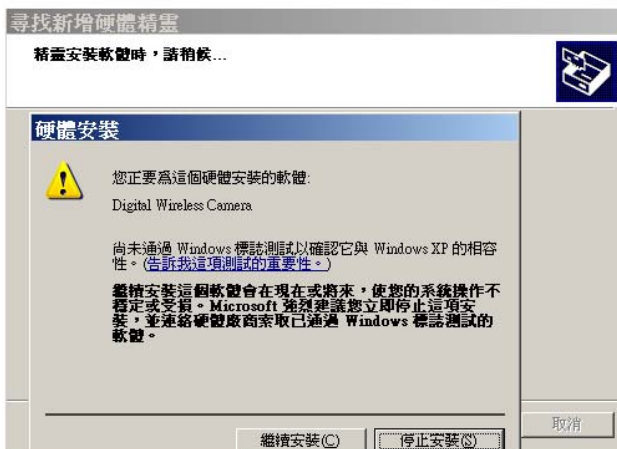 尋找新增硬體精靈
精靈安裝軟體時，請稍候...
硬體安裝
您正要為這個硬體安裝的軟體:
Digital Wireless Camera
尚未通過 Windows 標誌測試以確認它與 Windows XP 的相容
性。(告訴我這項測試的重要性。)
繼續安裝這個軟體會在現在或將來，使您的系統操作不
穩定或受損。Microsoft 強烈建議您立即停止這項安
裝，並連絡硬體廠商索取已通過 Windows 標誌測試的
軟體。
繼續安裝(C)
停止安裝(S)
取消